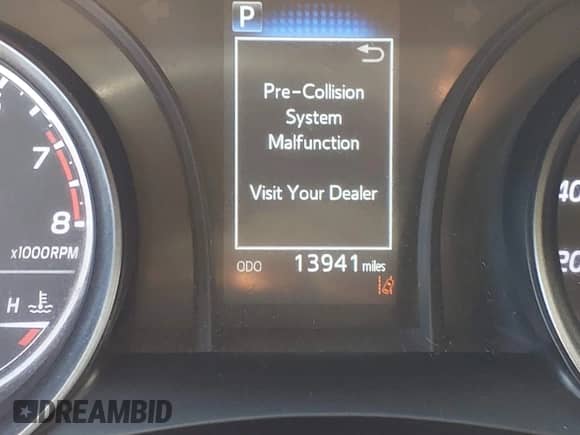 P
Pre-Collision
System
Malfunction
Visit Your Dealer
ODO 13941 miles
7
8
x1000RPM
H
40
20
DREAMBID